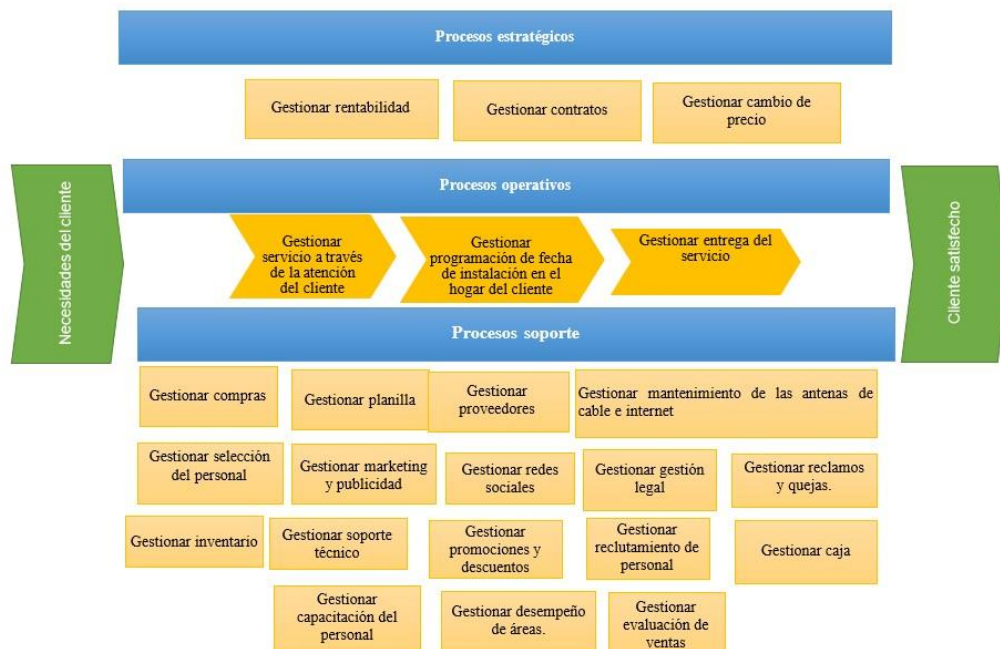 Procesos estratégicos
Gestionar rentabilidad
Gestionar contratos
Gestionar cambio de
precio
Necesidades del cliente
Procesos operativos
Cliente satisfecho
Gestionar
servicio a través
de la atención
del cliente
Gestionar
programación de fecha
de instalación en el
hogar del cliente
Gestionar entrega del
servicio
Procesos soporte
Gestionar compras
Gestionar planilla
Gestionar
proveedores
Gestionar mantenimiento de las antenas de
cable e internet
Gestionar selección
del personal
Gestionar marketing
y publicidad
Gestionar redes
sociales
Gestionar gestión
legal
Gestionar reclamos
y quejas.
Gestionar inventario
Gestionar soporte
técnico
Gestionar
promociones y
descuentos
Gestionar
reclutamiento de
personal
Gestionar caja
Gestionar
capacitación del
personal
Gestionar desempeño
de áreas.
Gestionar
evaluación de
ventas